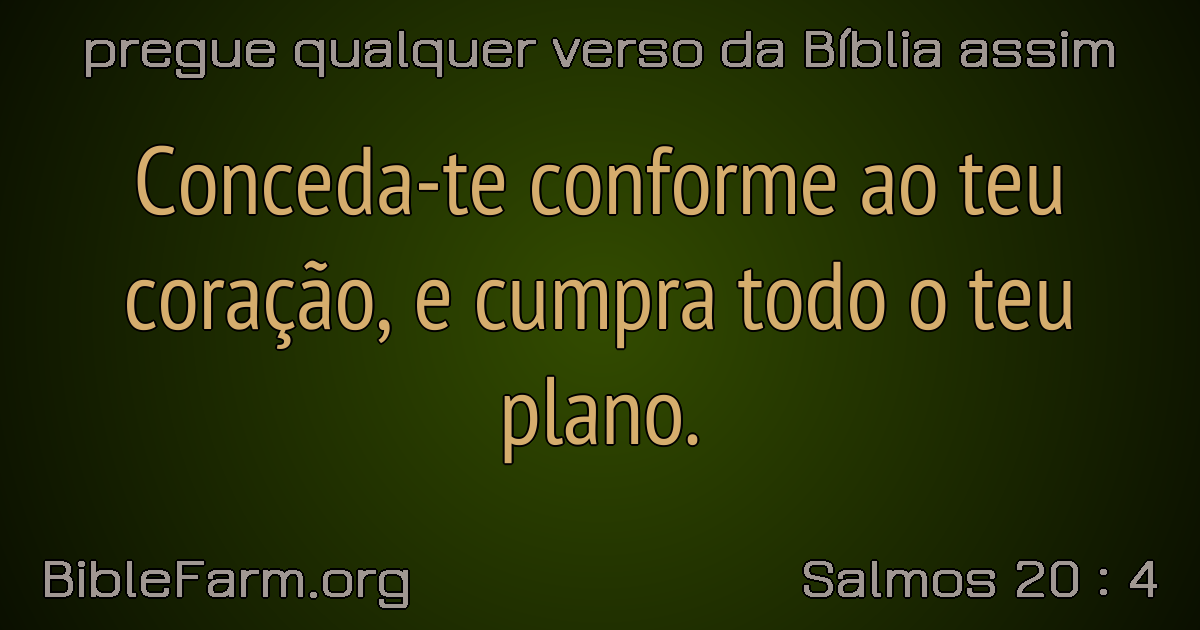 pregue qualquer verso da Bíblia assim
Conceda-te conforme ao teu
coração, e cumpra todo o teu
plano.
BibleFarm.org
Salmos 20 : 4